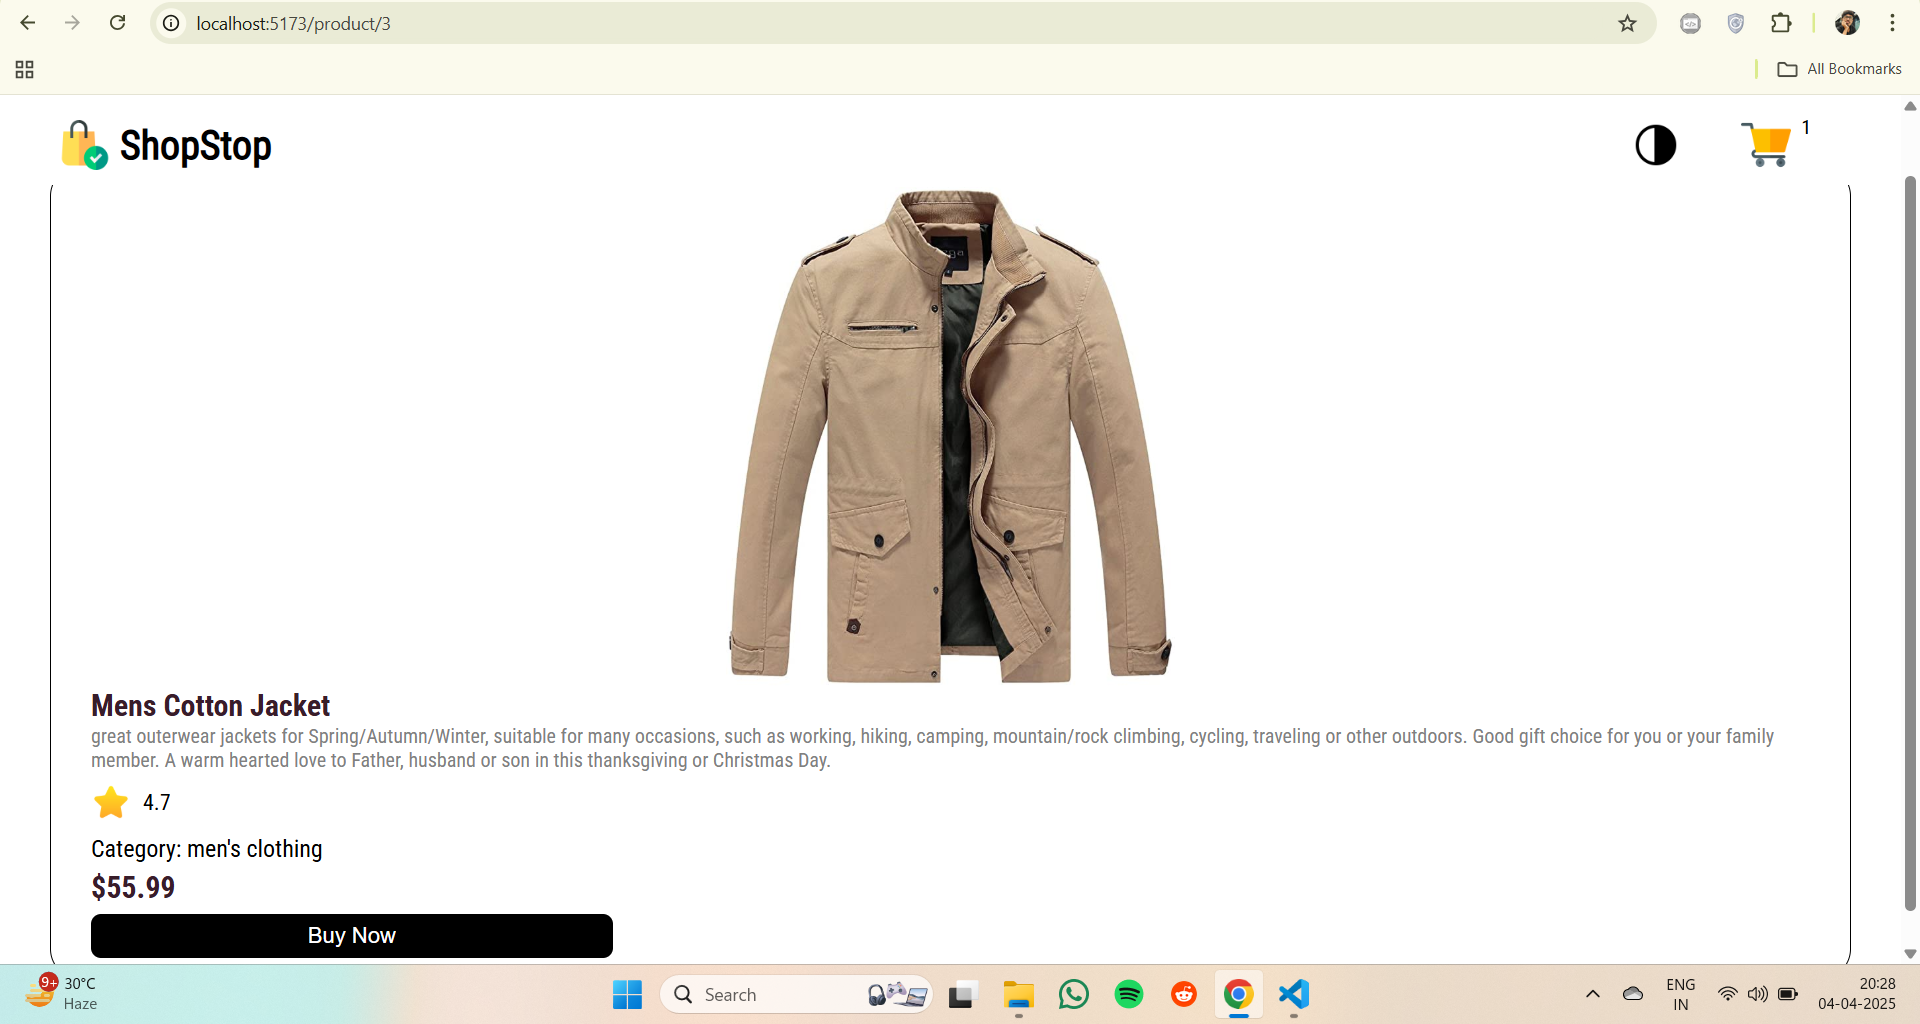 localhost:5173/product/3
All Bookmarks
ShopStop
1
Mens Cotton Jacket
great outerwear jackets for Spring/Autumn/Winter, suitable for many occasions, such as working, hiking, camping, mountain/rock climbing, cycling, traveling or other outdoors. Good gift choice for you or your family
member. A warm hearted love to Father, husband or son in this thanksgiving or Christmas Day.
4.7
Category: men's clothing
$55.99
Buy Now
9+
30°C
Haze
Search
ENG
IN
20:28
04-04-2025